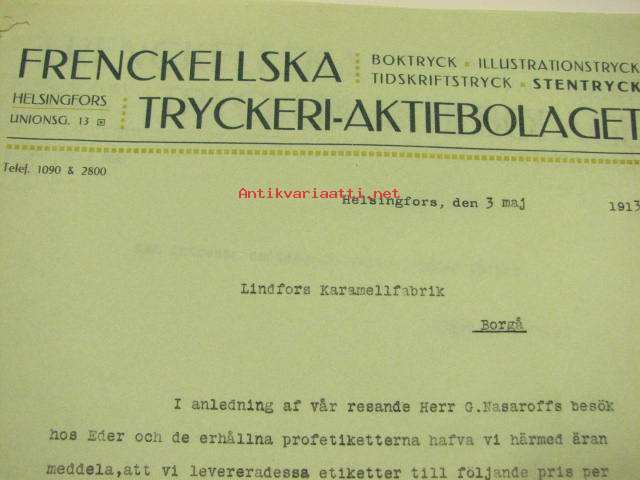 FRENCKELLSKA
BOKTRYCK ▪ ILLUSTRATIONSTRYCK
TIDSKRIFTSTRYCK ▪ STENTRYCK
HELSINGFORS
UNIONSG. 13
TRYCKERI-AKTIEBOLAGET
Telef. 1090 & 2800
Antikvariaatti.net
Helsingfors, den 3 maj 1913
Lindfors Karamellfabrik
Borgå
I anledning af vår resande Herr G.Nasaroffs besök
hos Eder och de erhållna profetiketterna hafva vi härmed äran
meddela,att vi levereradessa etiketter till följande pris per